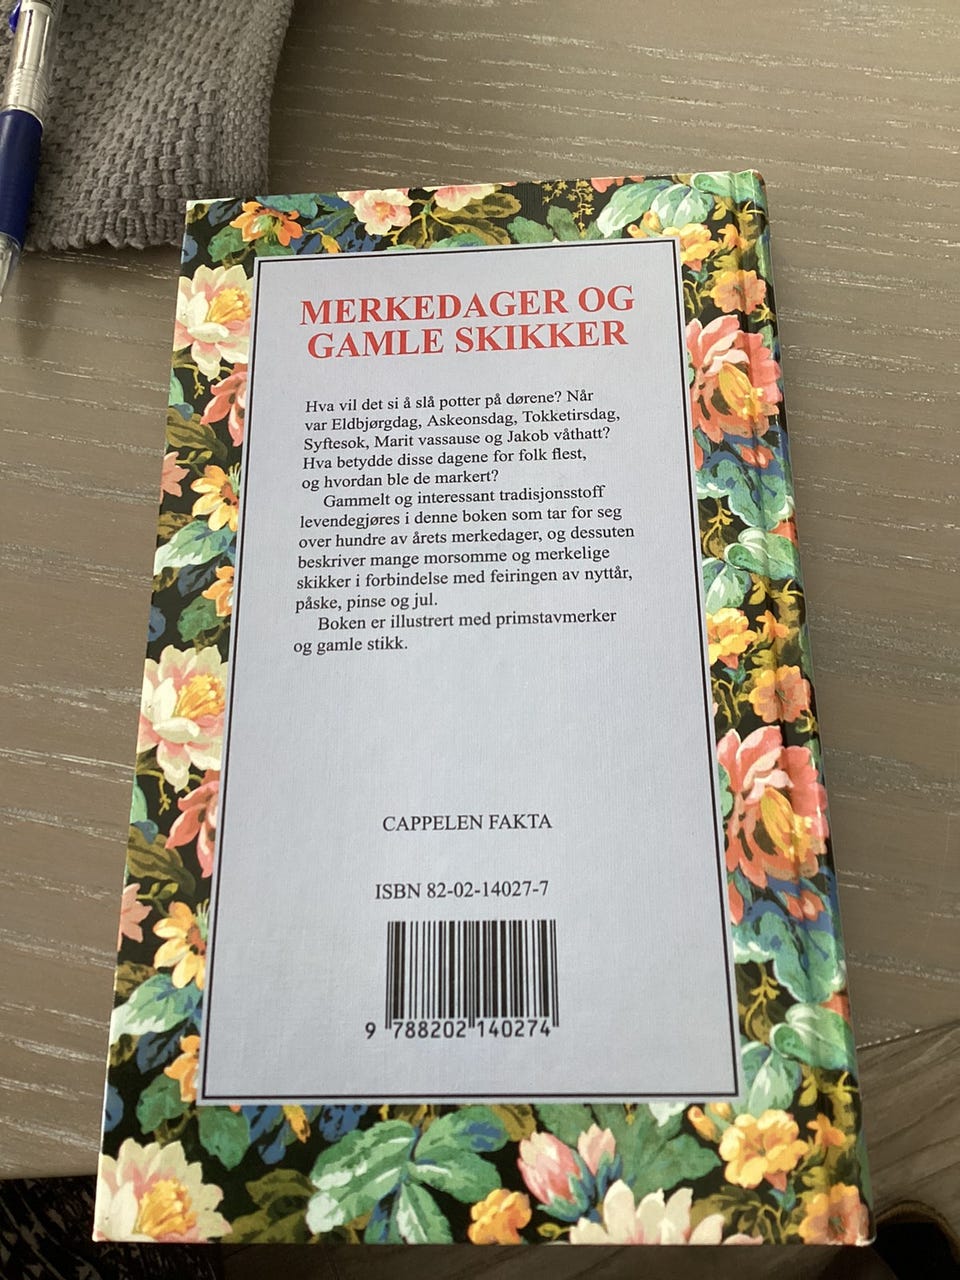 MERKEDAGER OG
GAMLE SKIKKER
Hva vil det si å slå potter på dørene? Når
var Eldbjørgdag, Askeonsdag, Tokketirsdag,
Syftesok, Marit vassause og Jakob våthatt?
Hva betydde disse dagene for folk flest,
og hvordan ble de markert?
Gammelt og interessant tradisjonsstoff
levendegjøres i denne boken som tar for seg
over hundre av årets merkedager, og dessuten
beskriver mange morsomme og merkelige
skikker i forbindelse med feiringen av nyttår,
påske, pinse og jul.
Boken er illustrert med primstavmerker
og gamle stikk.
CAPPELEN FAKTA
ISBN 82-02-14027-7
9 788202 140274